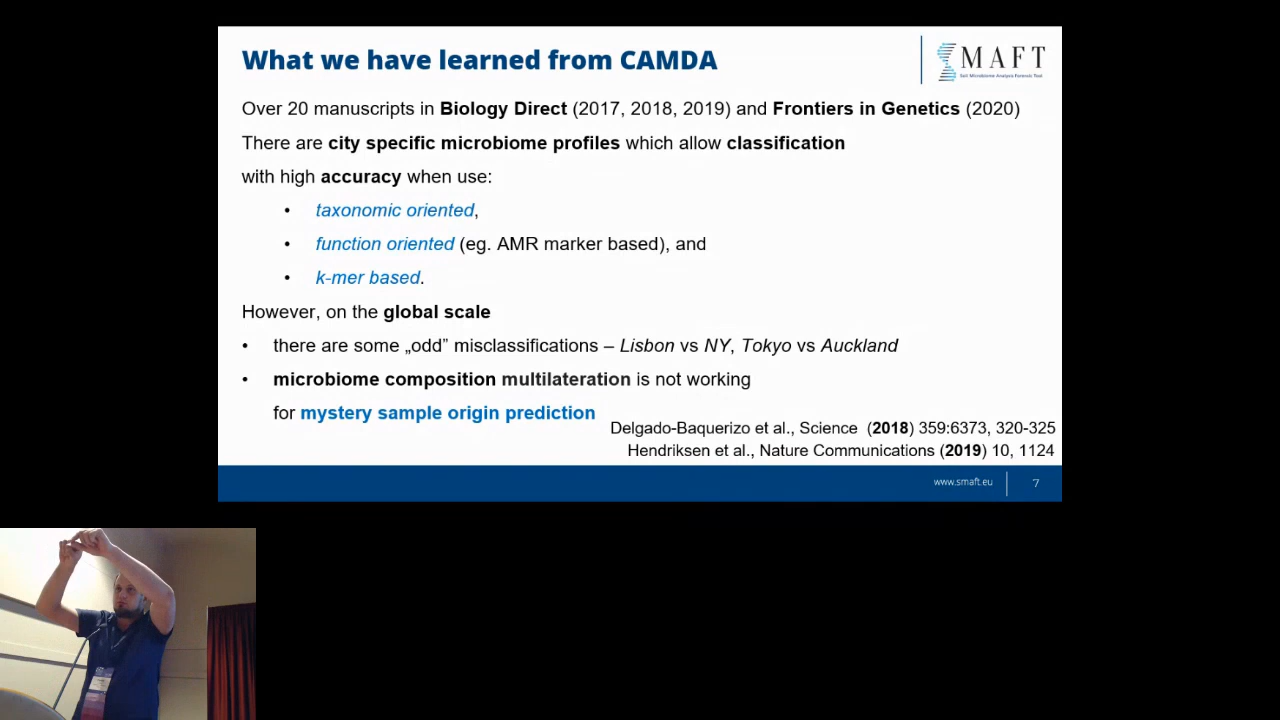 What we have learned from CAMDA
MAFT
Soil Microbiome Analysis Forensic Tool
Over 20 manuscripts in Biology Direct (2017, 2018, 2019) and Frontiers in Genetics (2020)
There are city specific microbiome profiles which allow classification
with high accuracy when use:
• taxonomic oriented,
• function oriented (eg. AMR marker based), and
• k-mer based.
However, on the global scale
• there are some „odd” misclassifications – Lisbon vs NY, Tokyo vs Auckland
• microbiome composition multilateration is not working
for mystery sample origin prediction
Delgado-Baquerizo et al., Science (2018) 359:6373, 320-325
Hendriksen et al., Nature Communications (2019) 10, 1124
www.smaft.eu
7